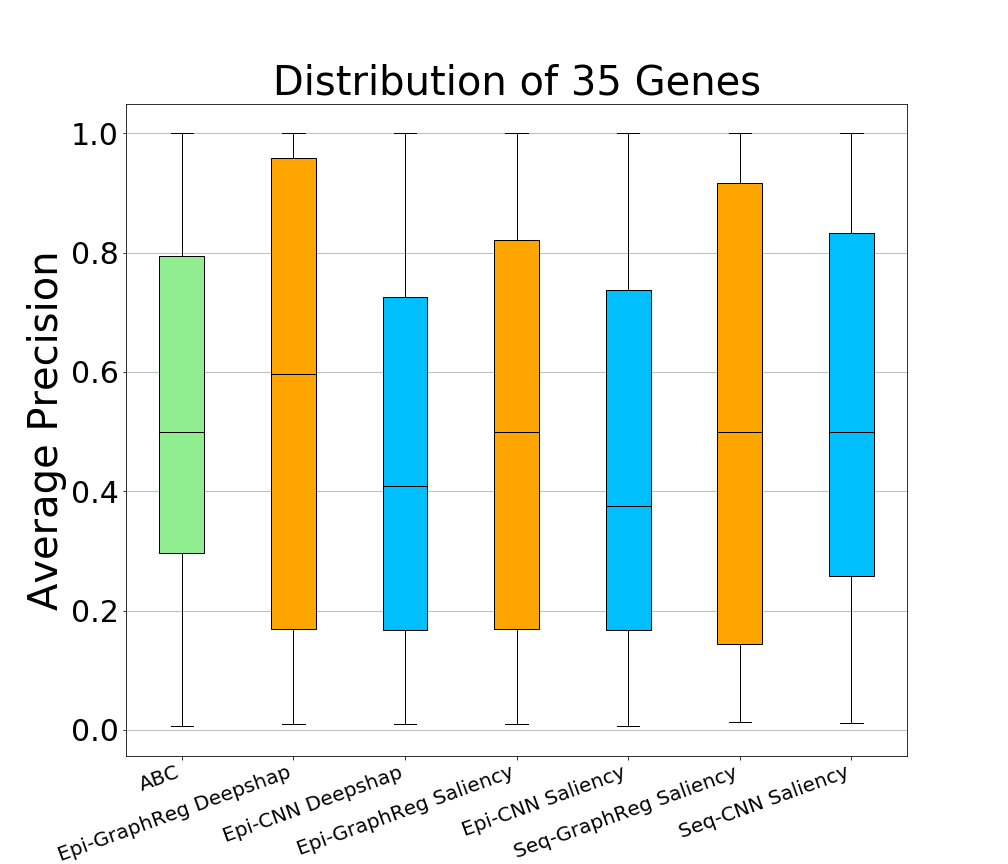 Distribution of 35 Genes
Average Precision
1.0
0.8
0.6
0.4
0.2
0.0
ABC
Epi-GraphReg Deepshap
Epi-CNN Deepshap
Epi-GraphReg Saliency
Epi-CNN Saliency
Seq-GraphReg Saliency
Seq-CNN Saliency